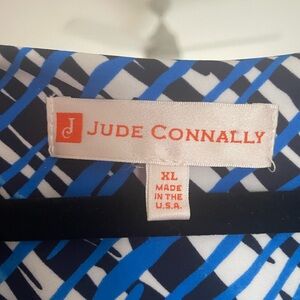 J JUDE CONNALLY
XL
MADE
IN THE
U.S.A.